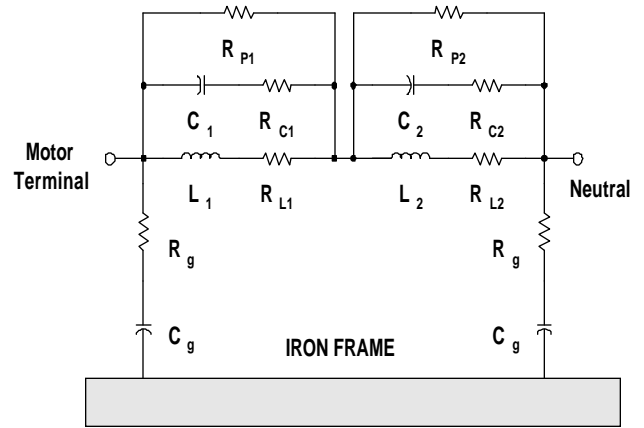 R P1
R P2
C 1
R C1
C 2
R C2
Motor
Terminal
L 1
R L1
L 2
R L2
Neutral
R g
R g
C g
IRON FRAME
C g